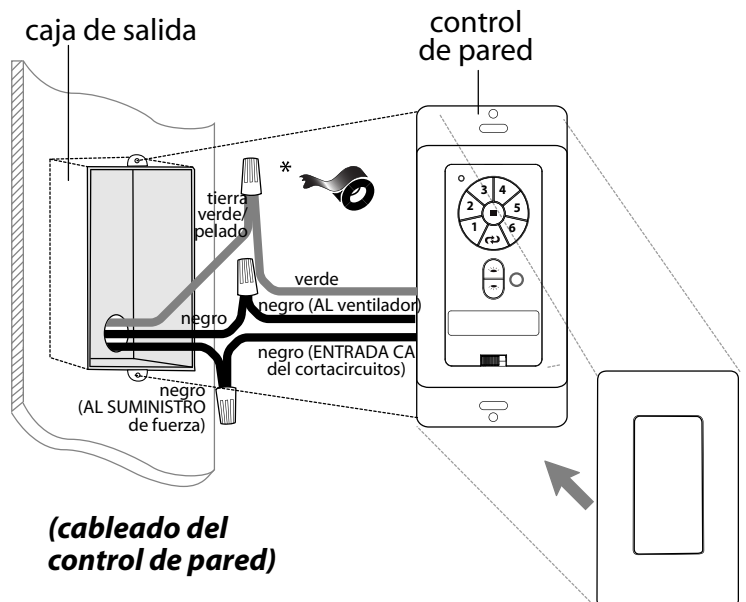 caja de salida
control
de pared
*
tierra
verde/
pelado
3 4
2 5
1 6
verde
negro
negro (AL ventilador)
negro (ENTRADA CA
del cortacircuitos)
negro
(AL SUMINISTRO
de fuerza)
(cableado del
control de pared)